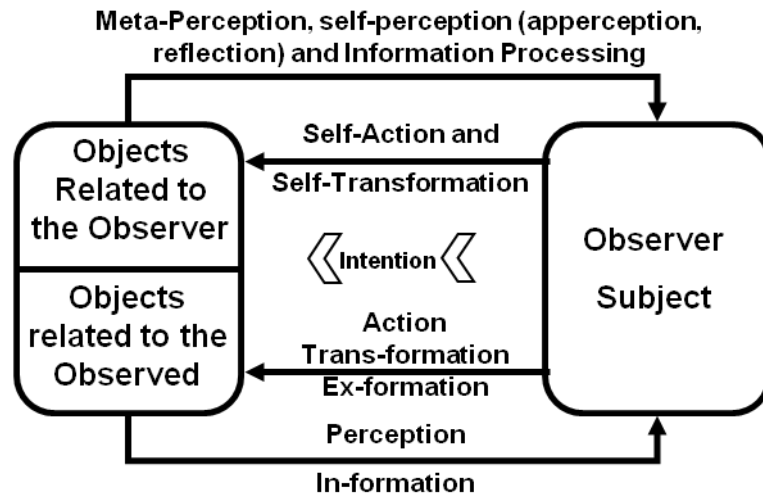 Meta-Perception, self-perception (apperception,
reflection) and Information Processing
Objects
Related to
the Observer
Self-Action and
Self-Transformation
Intention
Observer
Subject
Objects
related to the
Observed
Action
Trans-formation
Ex-formation
Perception
In-formation